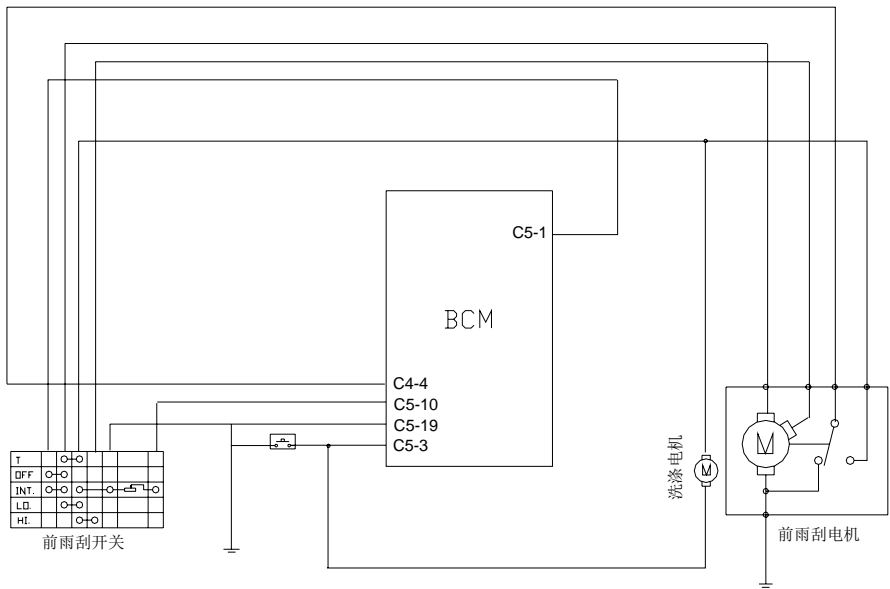 C5-1
BCM
C4-4
C5-10
C5-19
C5-3
T
OFF
INT.
LO.
HI.
前雨刮开关
洗涤电机
M
M
前雨刮电机